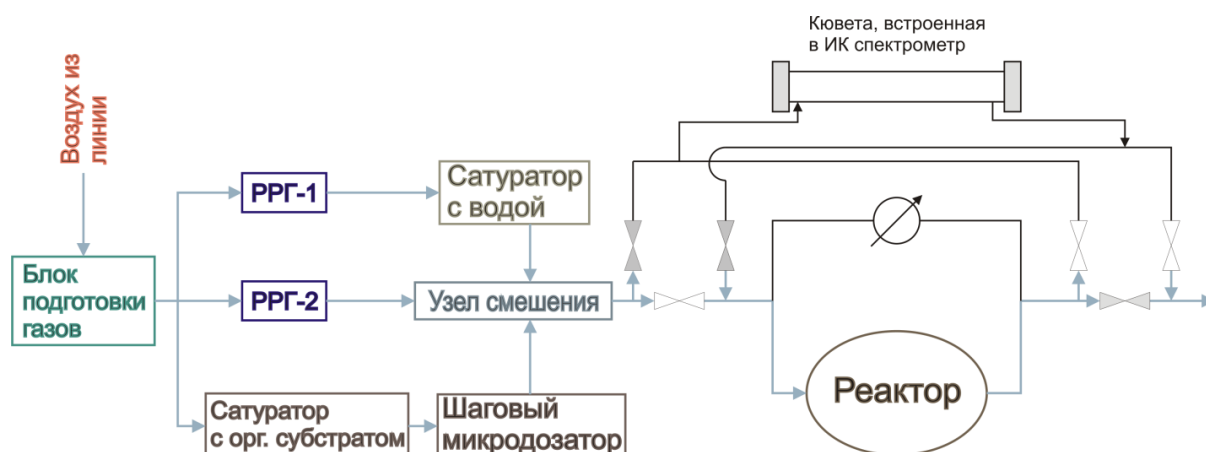 Кювета, встроенная
в ИК спектрометр
Воздух из
линии
РРГ-1
Сатуратор
с водой
Блок
подготовки
газов
РРГ-2
Узел смешения
Реактор
Сатуратор
с орг. субстратом
Шаговый
микродозатор